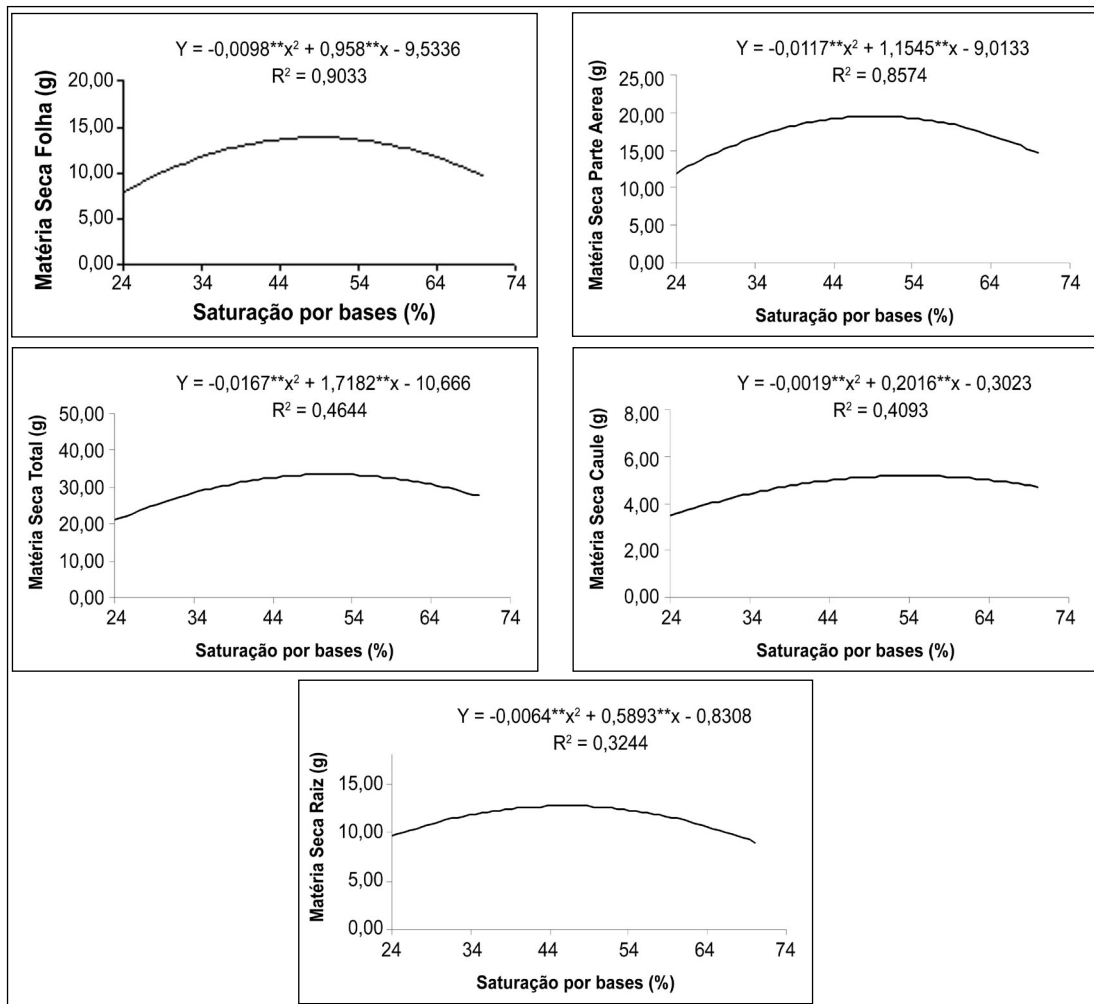 Y = -0,0098**x² + 0,958**x - 9,5336
R² = 0,9033
Matéria Seca Folha (g)
20,00
15,00
10,00
5,00
0,00
24 34 44 54 64 74
Saturação por bases (%)
Y = -0,0117**x² + 1,1545**x - 9,0133
R² = 0,8574
Matéria Seca Parte Aerea (g)
25,00
20,00
15,00
10,00
5,00
0,00
24 34 44 54 64 74
Saturação por bases (%)
Y = -0,0167**x² + 1,7182**x - 10,666
R² = 0,4644
Matéria Seca Total (g)
50,00
40,00
30,00
20,00
10,00
0,00
24 34 44 54 64 74
Saturação por bases (%)
Y = -0,0019**x² + 0,2016**x - 0,3023
R² = 0,4093
Matéria Seca Caule (g)
8,00
6,00
4,00
2,00
0,00
24 34 44 54 64 74
Saturação por bases (%)
Y = -0,0064**x² + 0,5893**x - 0,8308
R² = 0,3244
Matéria Seca Raiz (g)
15,00
10,00
5,00
0,00
24 34 44 54 64 74
Saturação por bases (%)